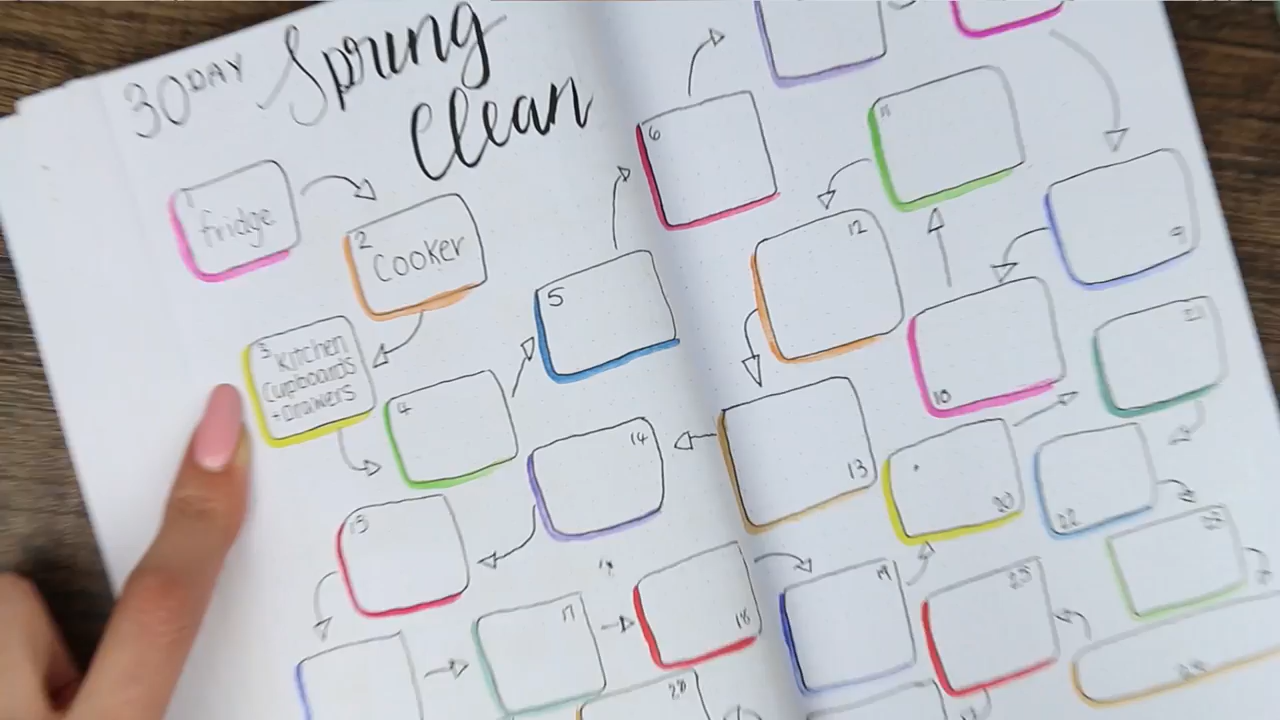 30 DAY Spring
Clean
1
fridge
2
Cooker
3
Kitchen
Cupboards
+ Drawers
4
5
6
11
12
9
10
21
13
14
20
22
15
17
18
19